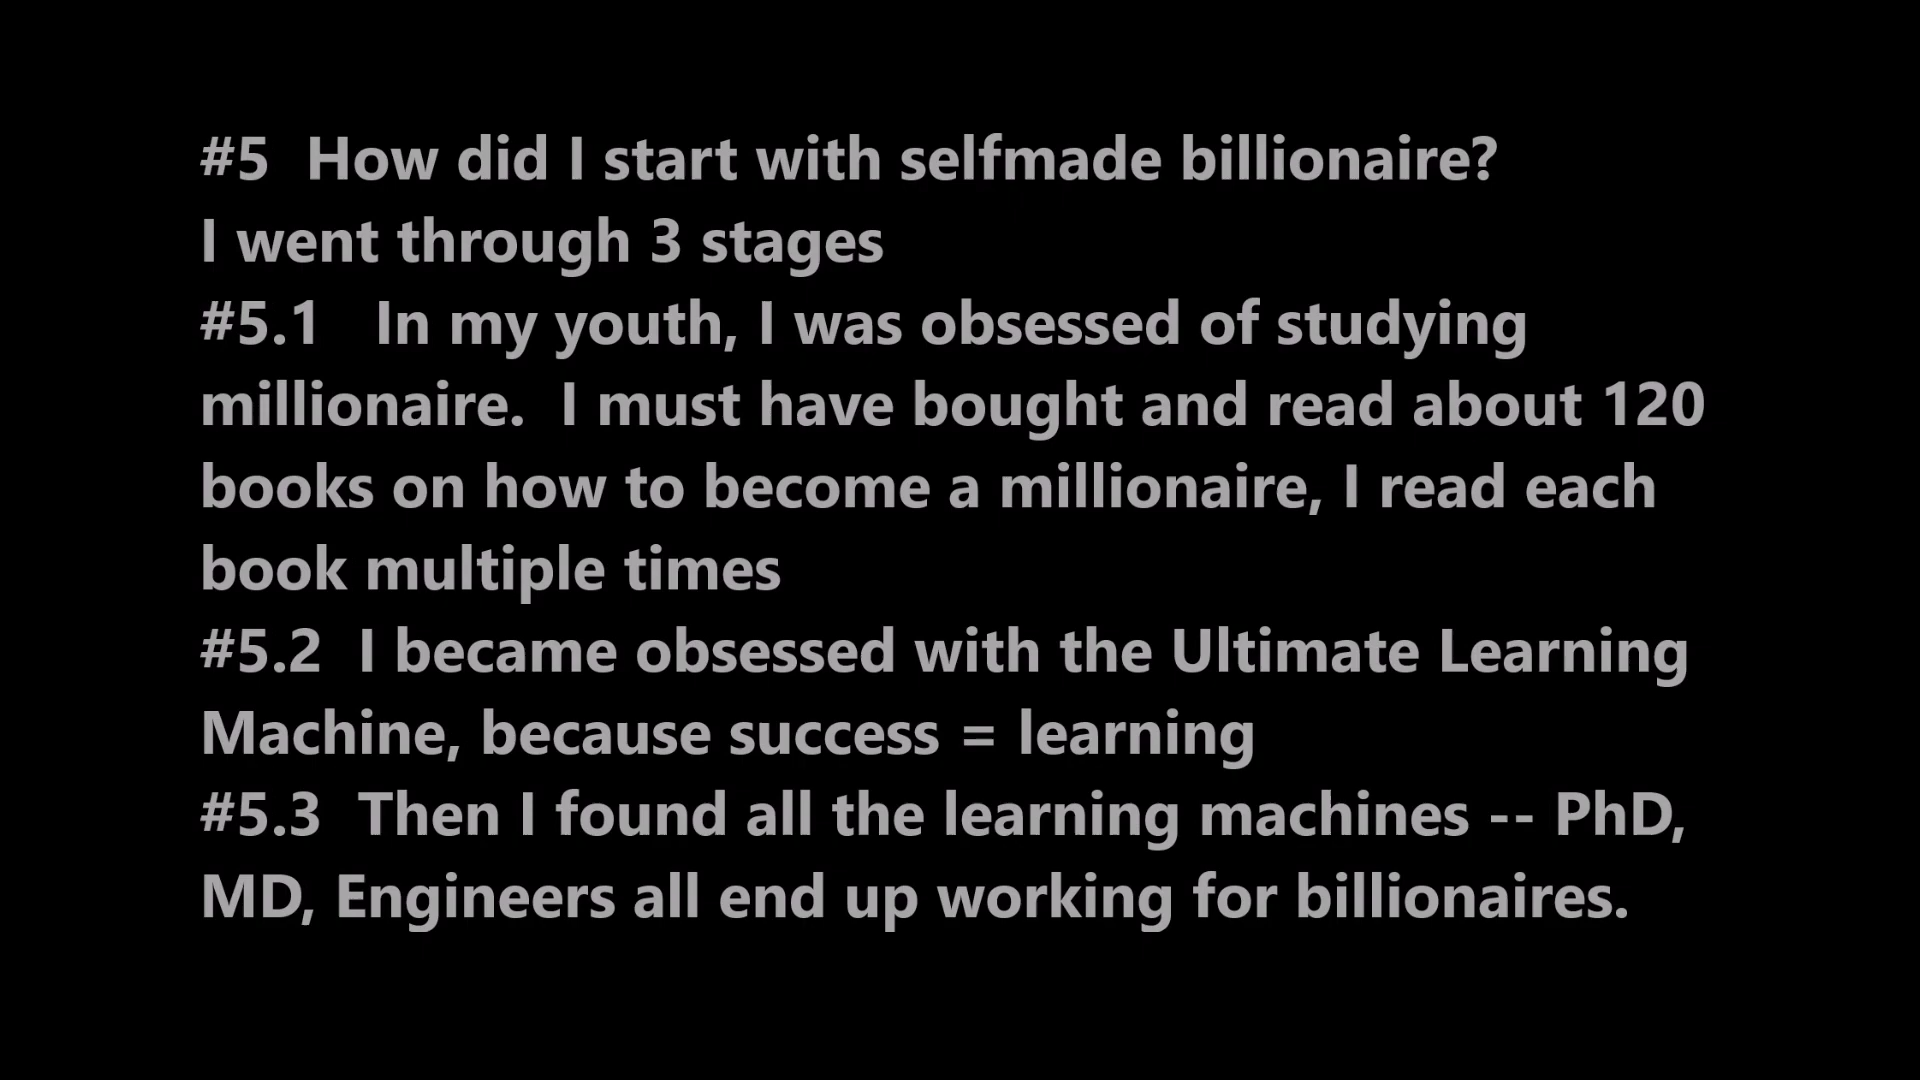 #5  How did I start with selfmade billionaire?
I went through 3 stages
#5.1   In my youth, I was obsessed of studying
millionaire.  I must have bought and read about 120
books on how to become a millionaire, I read each
book multiple times
#5.2  I became obsessed with the Ultimate Learning
Machine, because success = learning
#5.3  Then I found all the learning machines -- PhD,
MD, Engineers all end up working for billionaires.